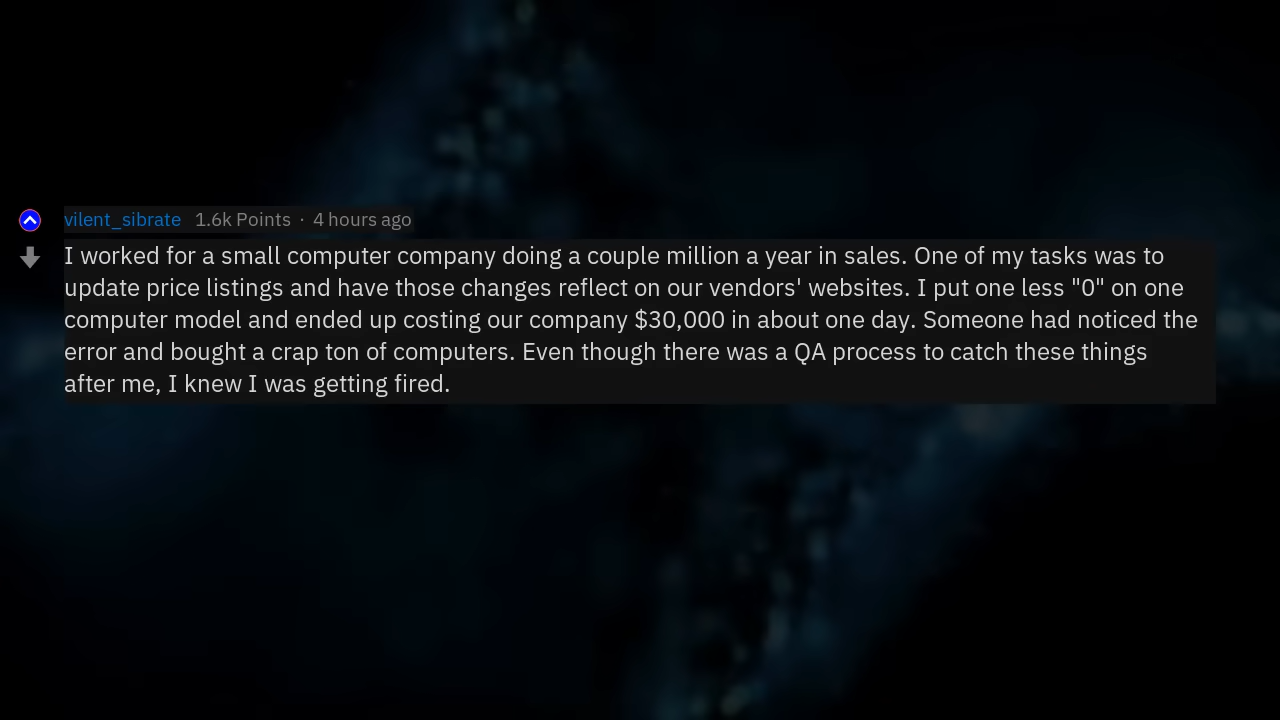 vilent_sibrate 1.6k Points · 4 hours ago
I worked for a small computer company doing a couple million a year in sales. One of my tasks was to
update price listings and have those changes reflect on our vendors' websites. I put one less "0" on one
computer model and ended up costing our company $30,000 in about one day. Someone had noticed the
error and bought a crap ton of computers. Even though there was a QA process to catch these things
after me, I knew I was getting fired.